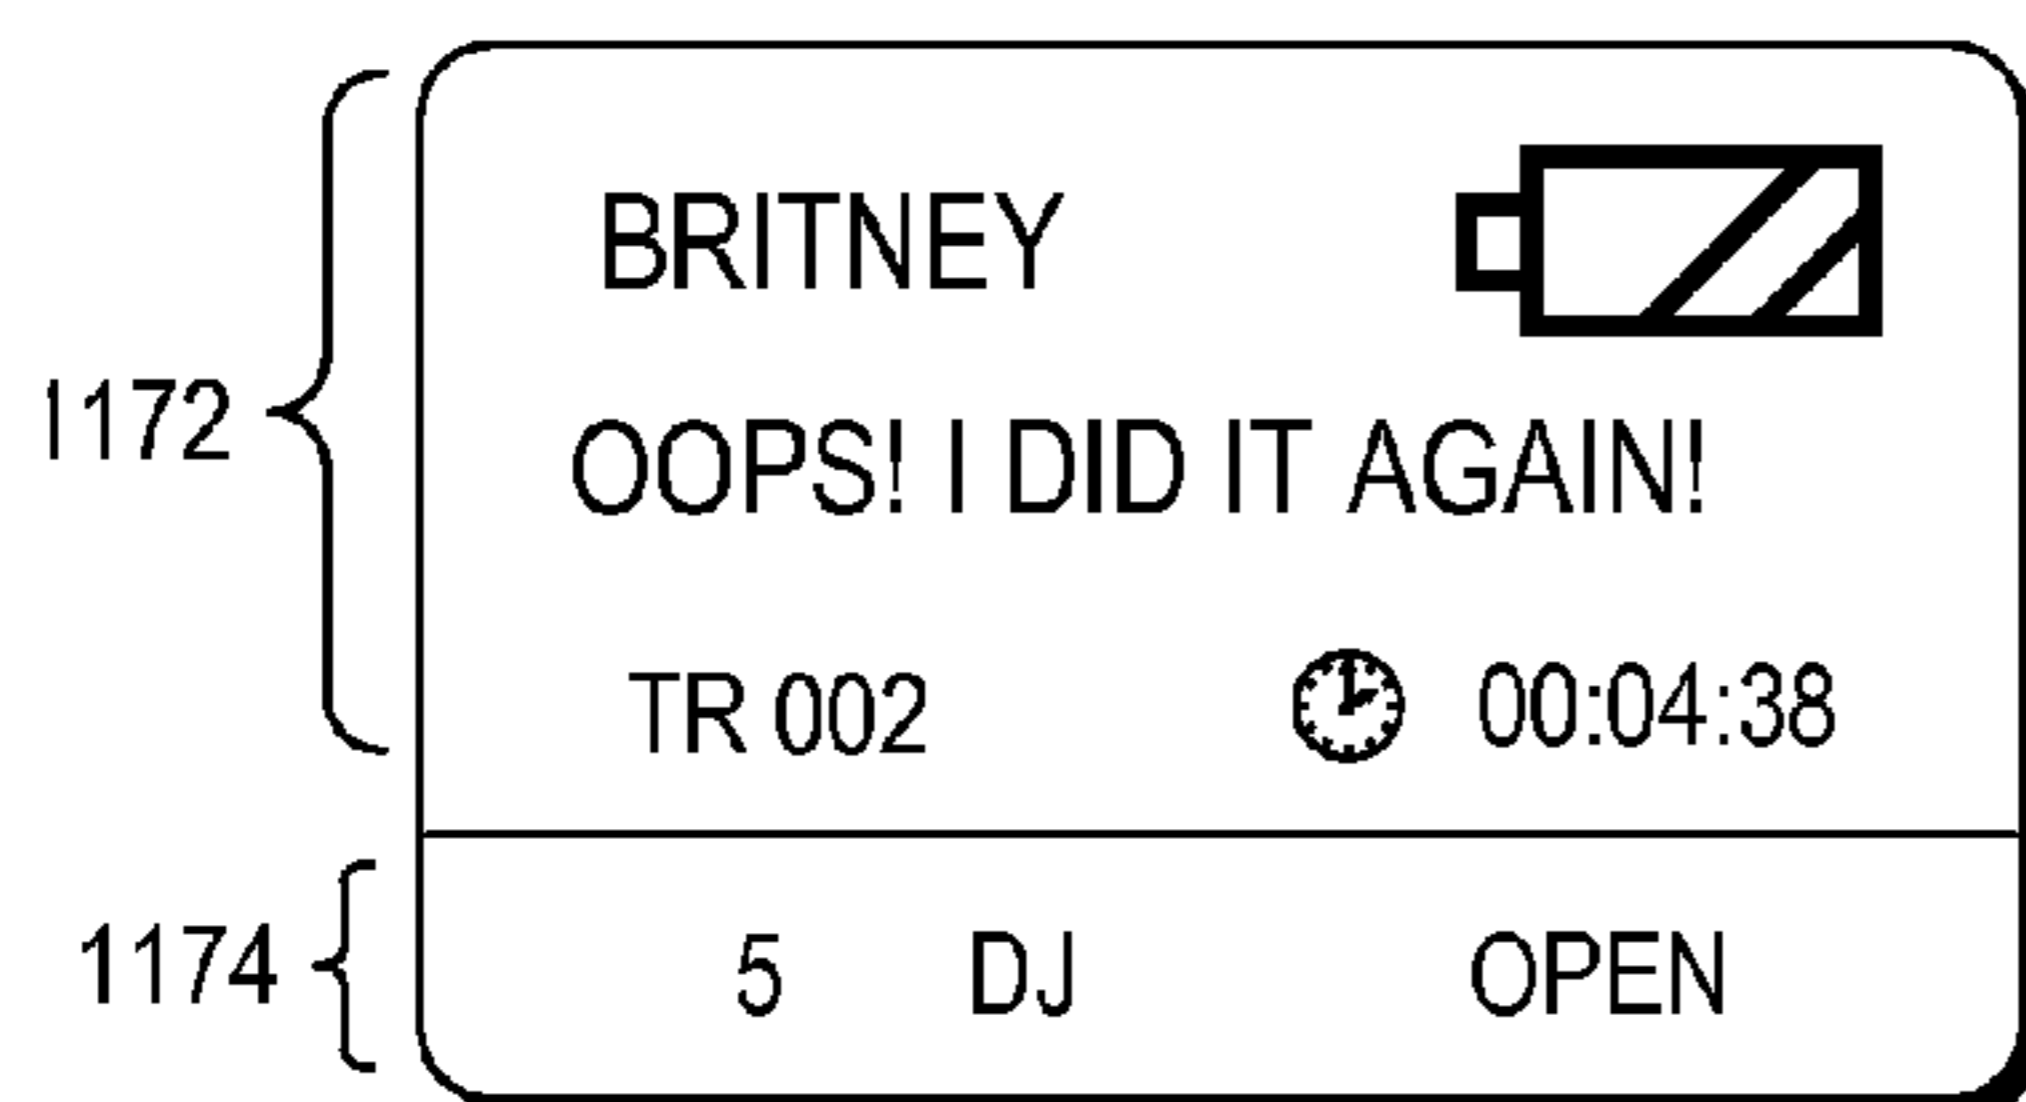 BRITNEY
1172
OOPS! I DID IT AGAIN!
TR 002 00:04:38
1174
5 DJ OPEN